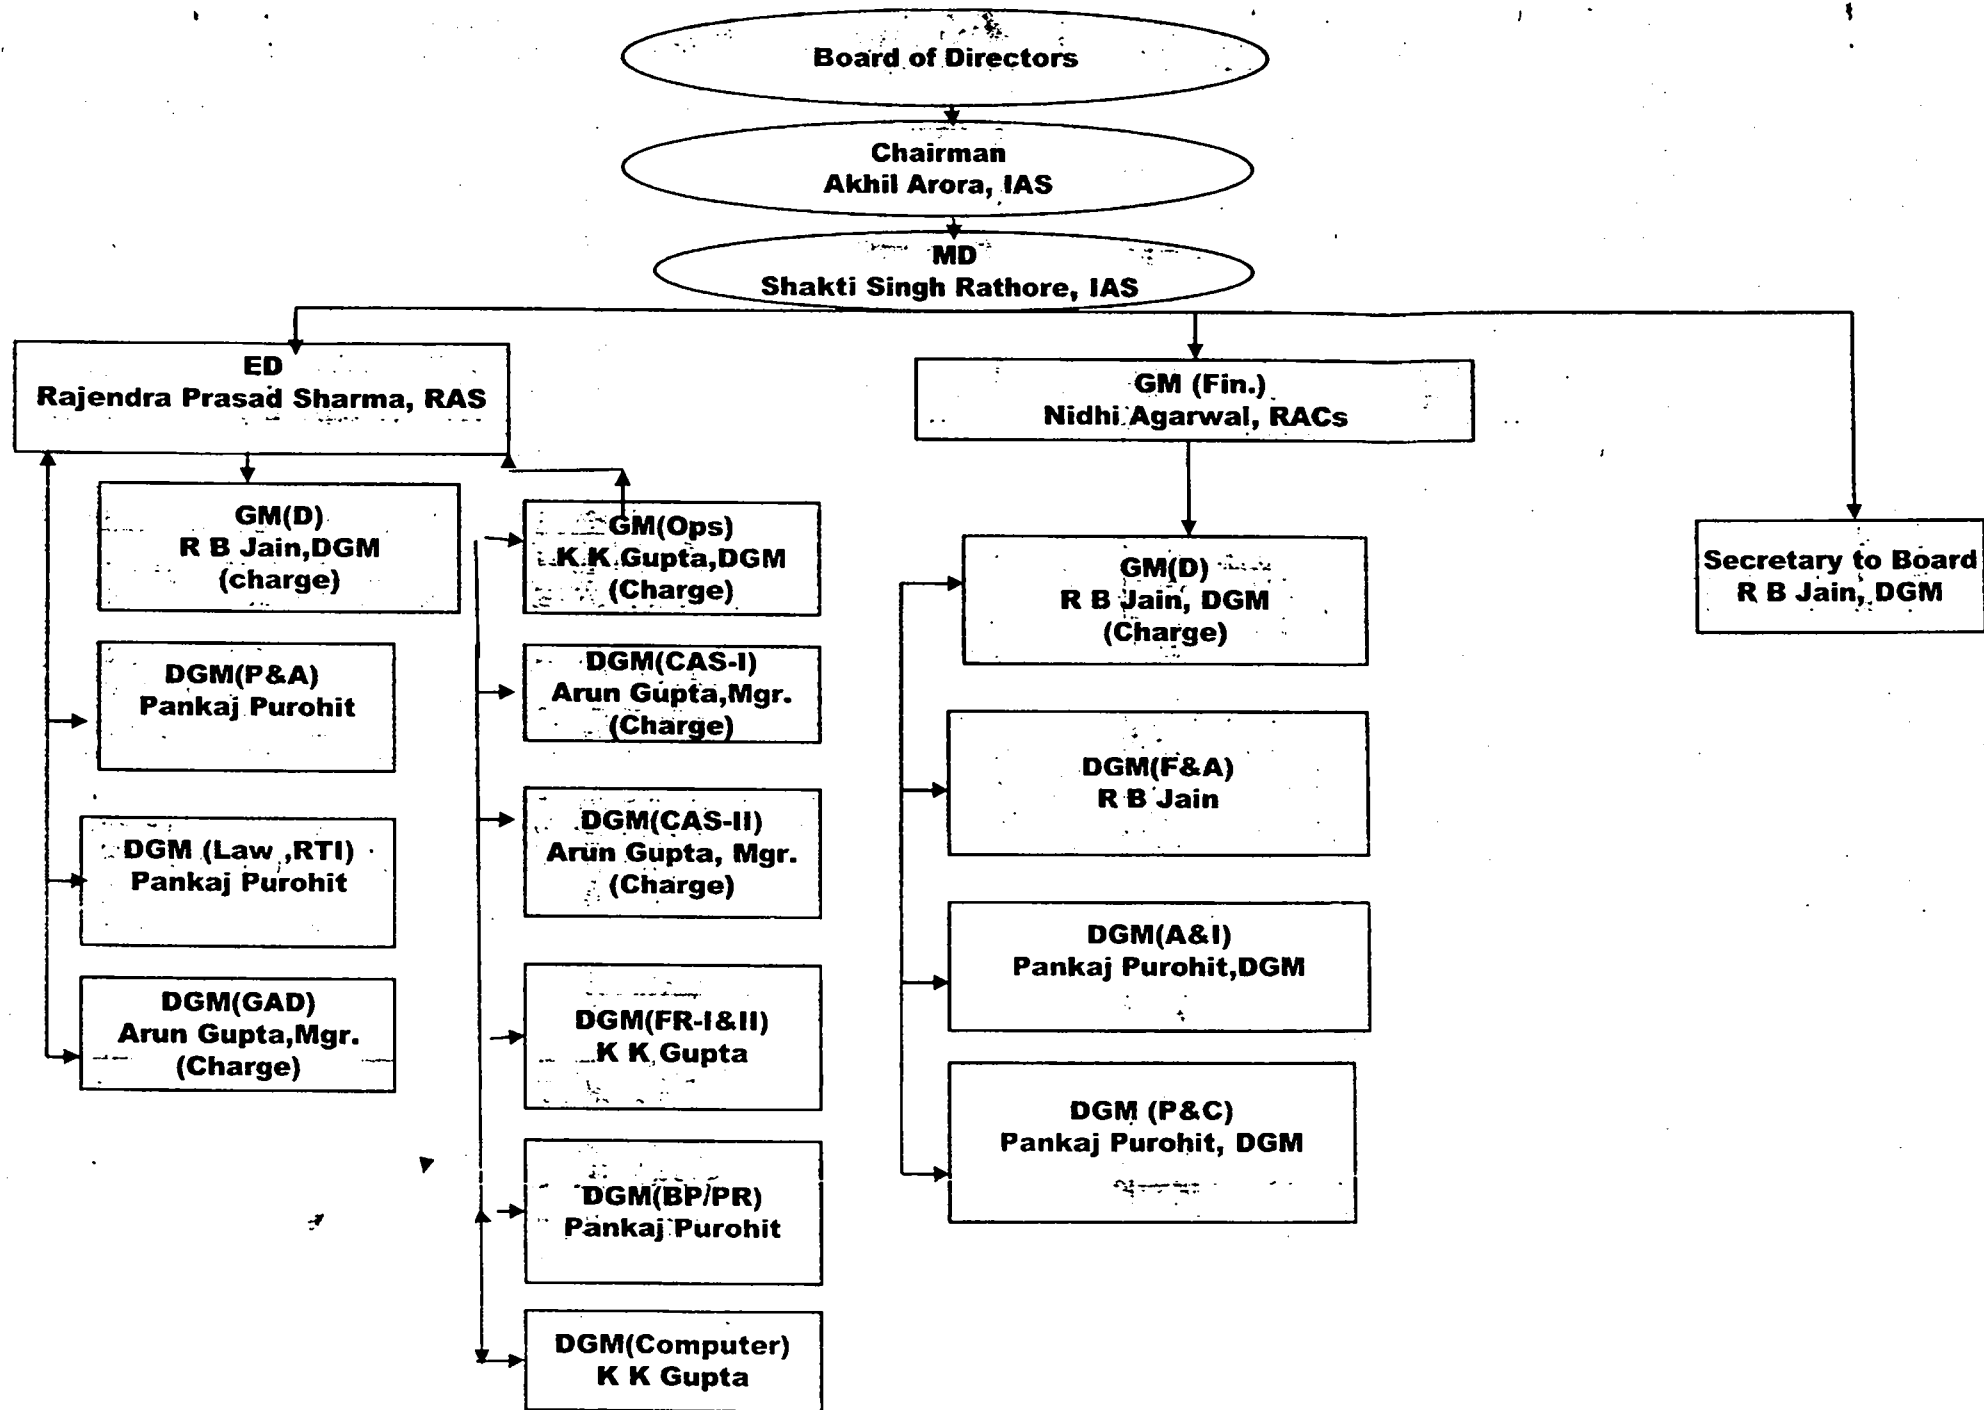 Board of Directors
Chairman
Akhil Arora, IAS
MD
Shakti Singh Rathore, IAS
ED
Rajendra Prasad Sharma, RAS
GM (Fin.)
Nidhi Agarwal, RACs
Secretary to Board
R B Jain, DGM
GM(D)
R B Jain,DGM
(charge)
DGM(P&A)
Pankaj Purohit
DGM (Law ,RTI)
Pankaj Purohit
DGM(GAD)
Arun Gupta,Mgr.
(Charge)
GM(Ops)
K K Gupta,DGM
(Charge)
DGM(CAS-I)
Arun Gupta,Mgr.
(Charge)
DGM(CAS-II)
Arun Gupta, Mgr.
(Charge)
DGM(FR-I&II)
K K Gupta
DGM(BP/PR)
Pankaj Purohit
DGM(Computer)
K K Gupta
GM(D)
R B Jain, DGM
(Charge)
DGM(F&A)
R B Jain
DGM(A&I)
Pankaj Purohit,DGM
DGM (P&C)
Pankaj Purohit, DGM